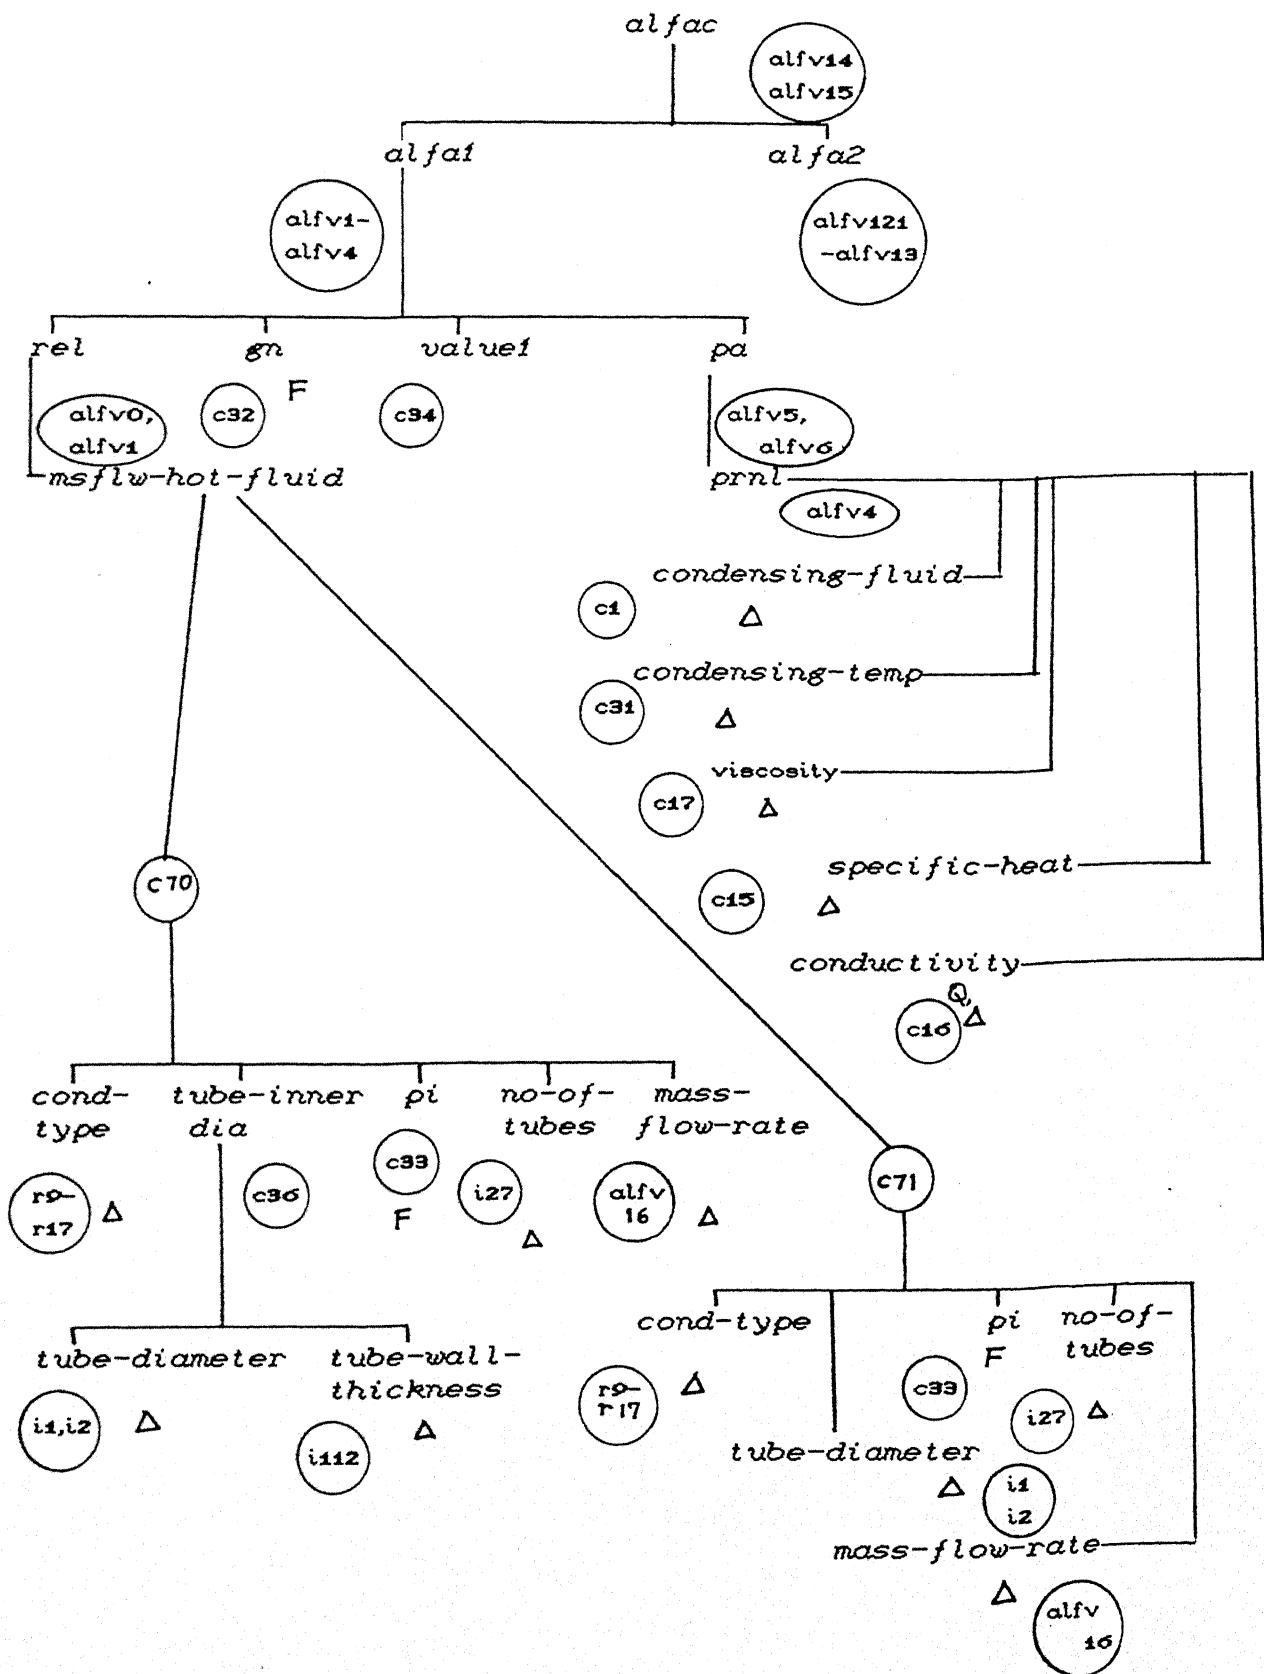 alfac
alfv14
alfv15
alfa1
alfa2
alfv1-
alfv4
alfv121
-alfv13
rel
gn
value1
pa
F
alfv0,
alfv1
c32
c34
alfv5,
alfv6
msflw-hot-fluid
prnl
alfv4
condensing-fluid
c1
Δ
condensing-temp
c31
Δ
viscosity
c17
Δ
specific-heat
c15
Δ
C70
conductivity
Q,
Δ
c16
cond-
type
tube-inner
dia
pi
no-of-
tubes
mass-
flow-rate
r9-
r17
Δ
c36
c33
F
i27
Δ
alfv
16
Δ
C71
tube-diameter
tube-wall-
thickness
i1,i2
Δ
i112
Δ
cond-type
pi
F
no-of-
tubes
r9-
r17
Δ
c33
i27
Δ
tube-diameter
Δ
i1
i2
mass-flow-rate
Δ
alfv
16